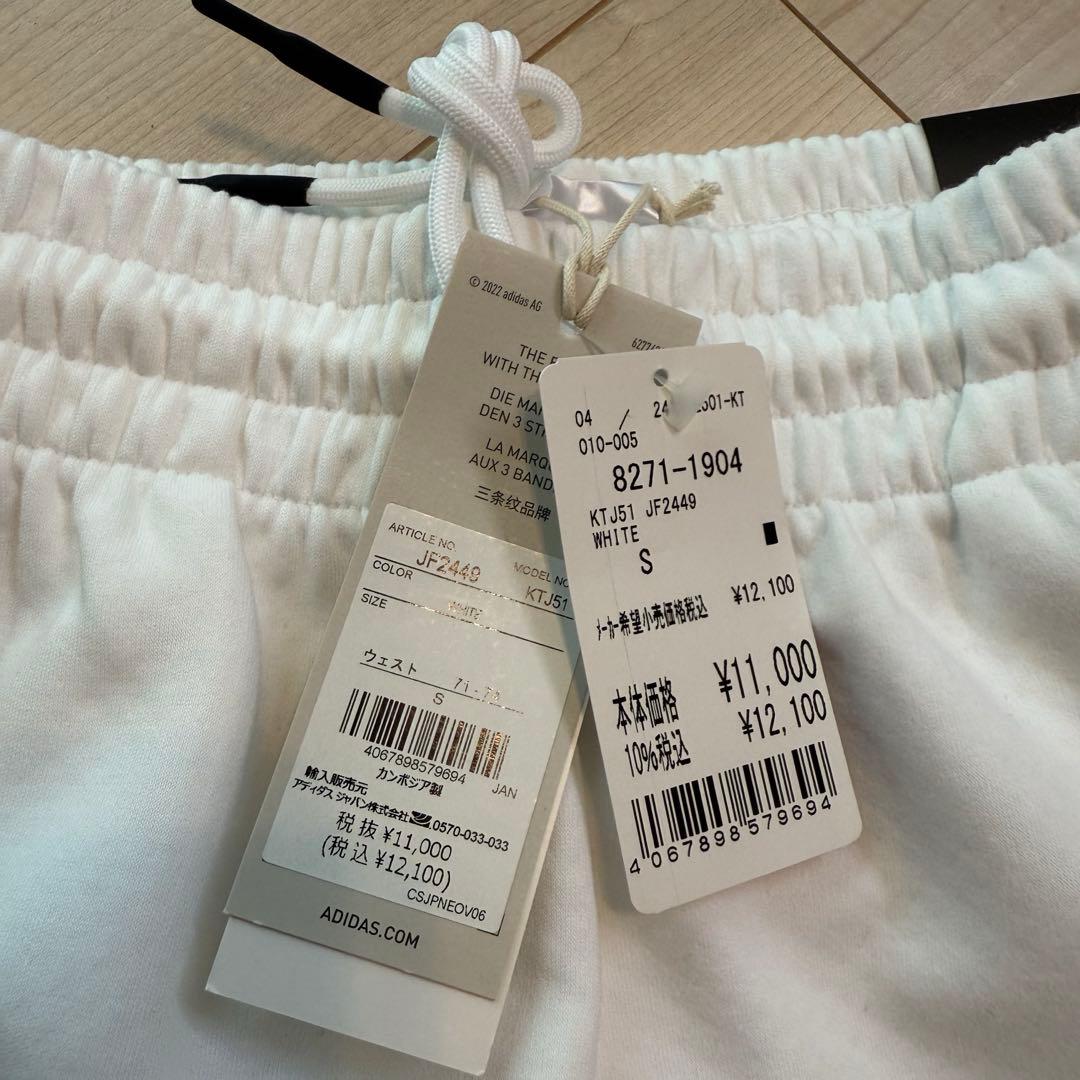 © 2022 adidas AG
THE
WITH TH
DIE MAR
DEN 3 ST
LA MARQ
AUX 3 BAND
三条纹品牌
ARTICLE NO.
JF2449
MODEL NO
COLOR
KTJ51
WHITE
SIZE
ウェスト
S
4067898579694
JAN
カンボジア製
輸入販売元
アディダス ジャパン株式会社 0570-033-033
税抜 ¥11,000
(税込 ¥12,100)
CSJPNEOV06
ADIDAS.COM
04 / 24 601-KT
010-005
8271-1904
KTJ51 JF2449
WHITE
S
メーカー希望小売価格税込 ¥12,100
本体価格 ¥11,000
10%税込 ¥12,100
4067898579694